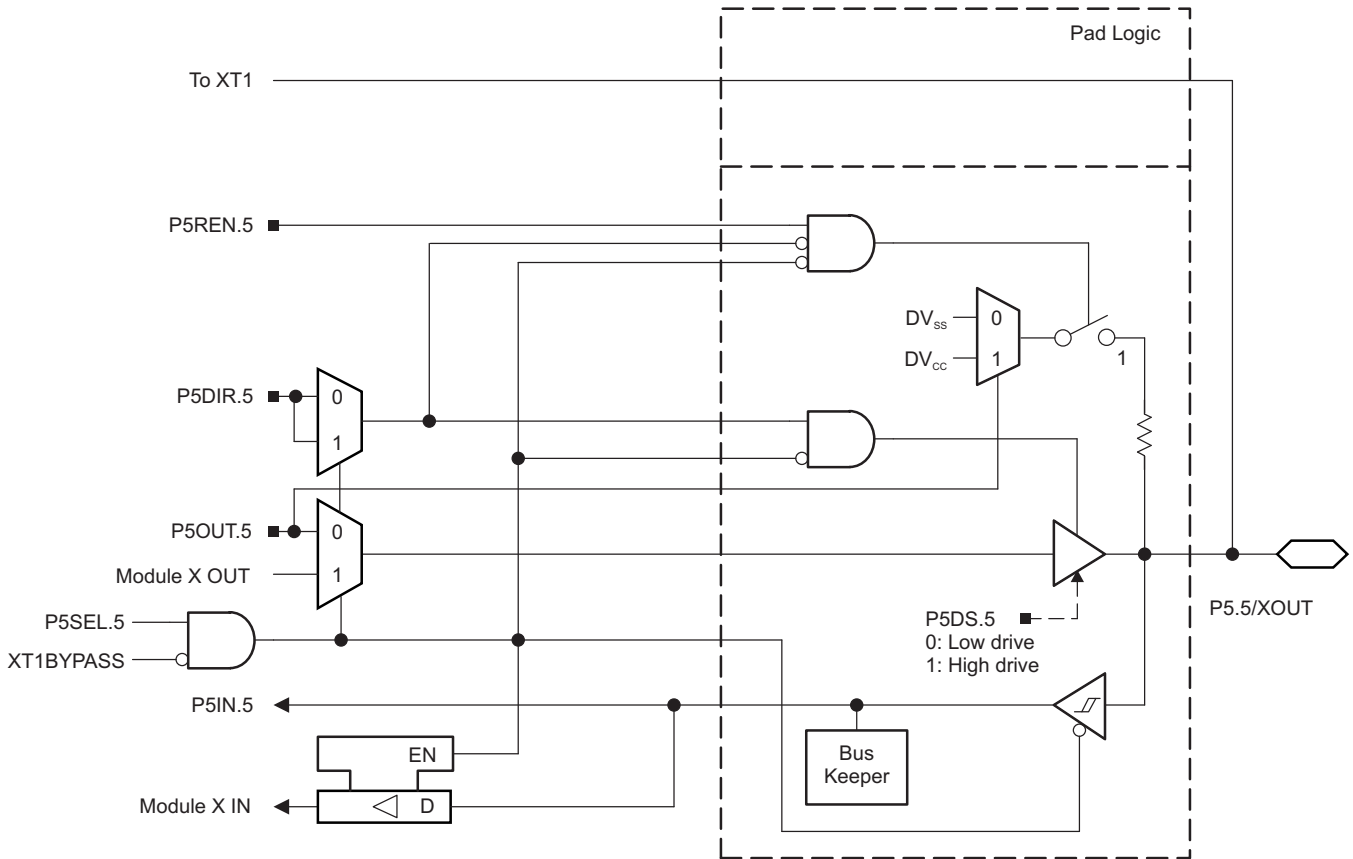 Pad Logic
To XT1
P5REN.5
DVSS
0
DVCC
1
1
P5DIR.5
0
1
P5OUT.5
0
Module X OUT
1
P5SEL.5
XT1BYPASS
P5DS.5
0: Low drive
1: High drive
P5.5/XOUT
P5IN.5
Bus
Keeper
EN
D
Module X IN